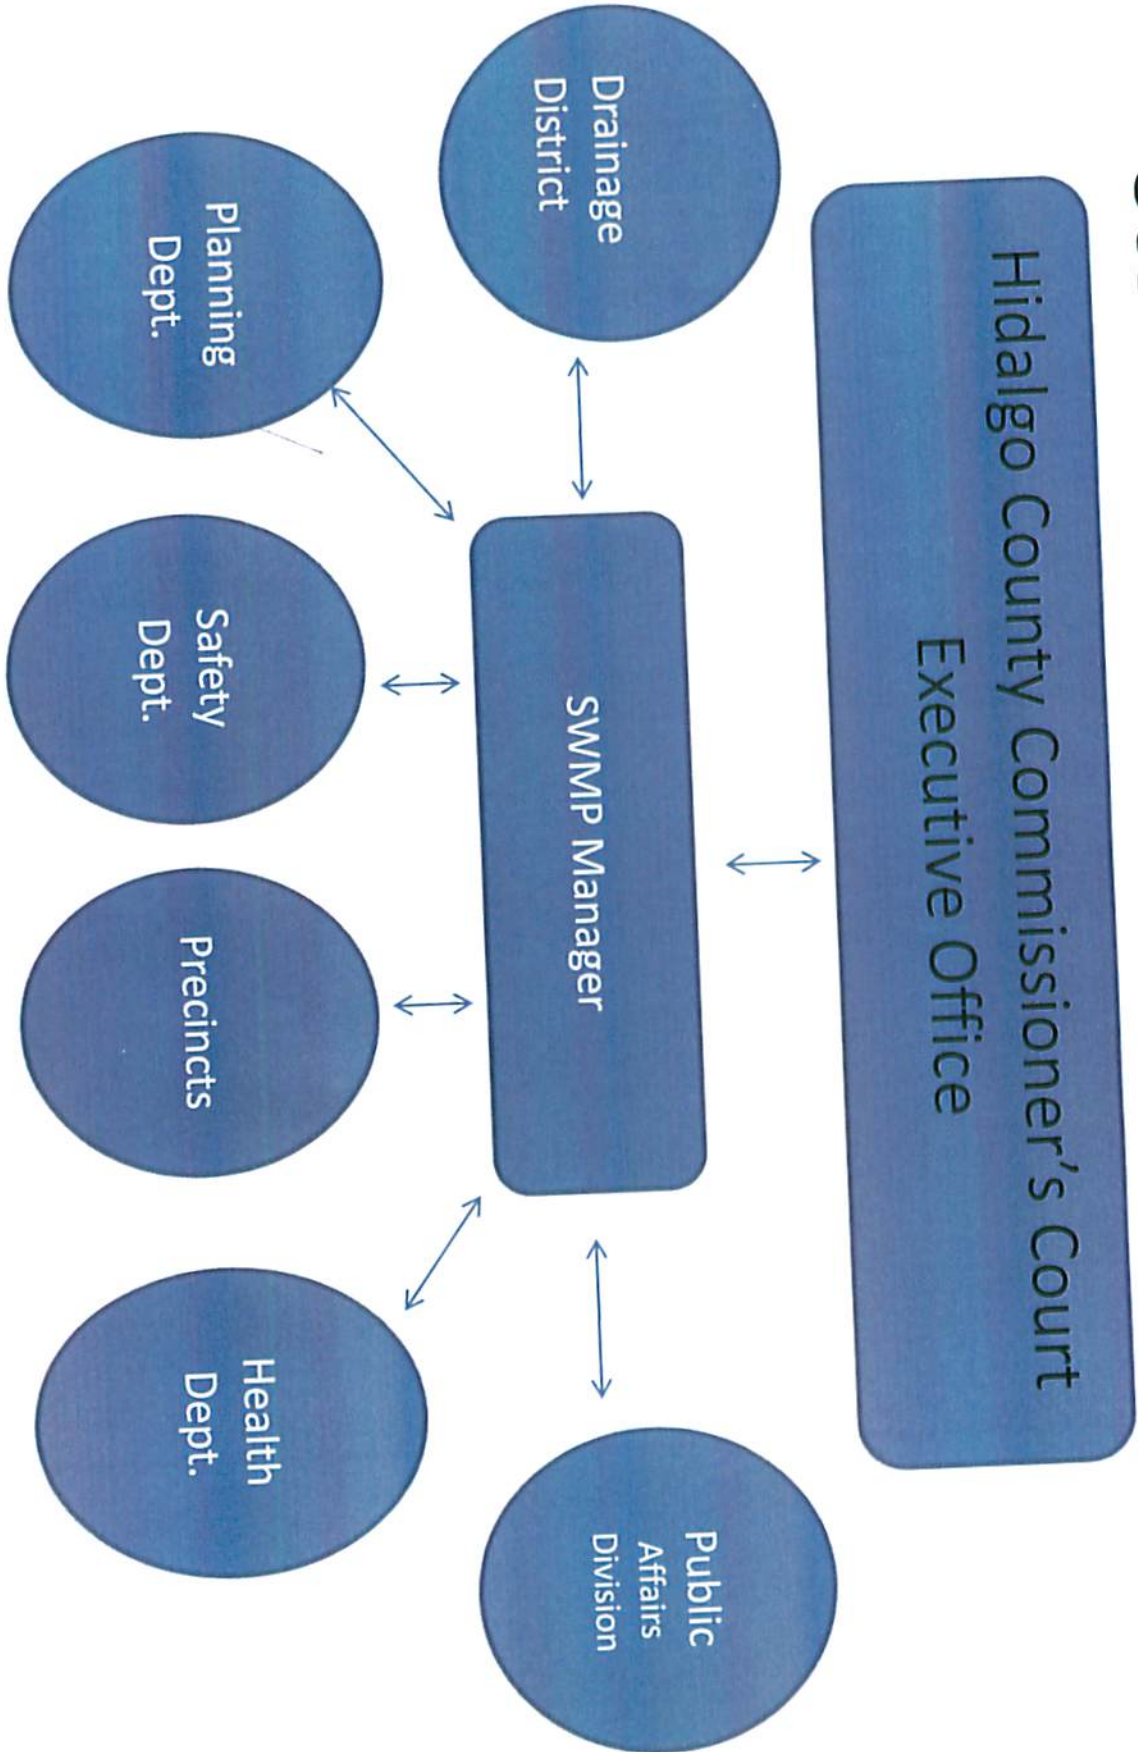 Hidalgo County Commissioner's Court
Executive Office
SWMP Manager
Drainage
District
Planning
Dept.
Safety
Dept.
Precincts
Health
Dept.
Public
Affairs
Division